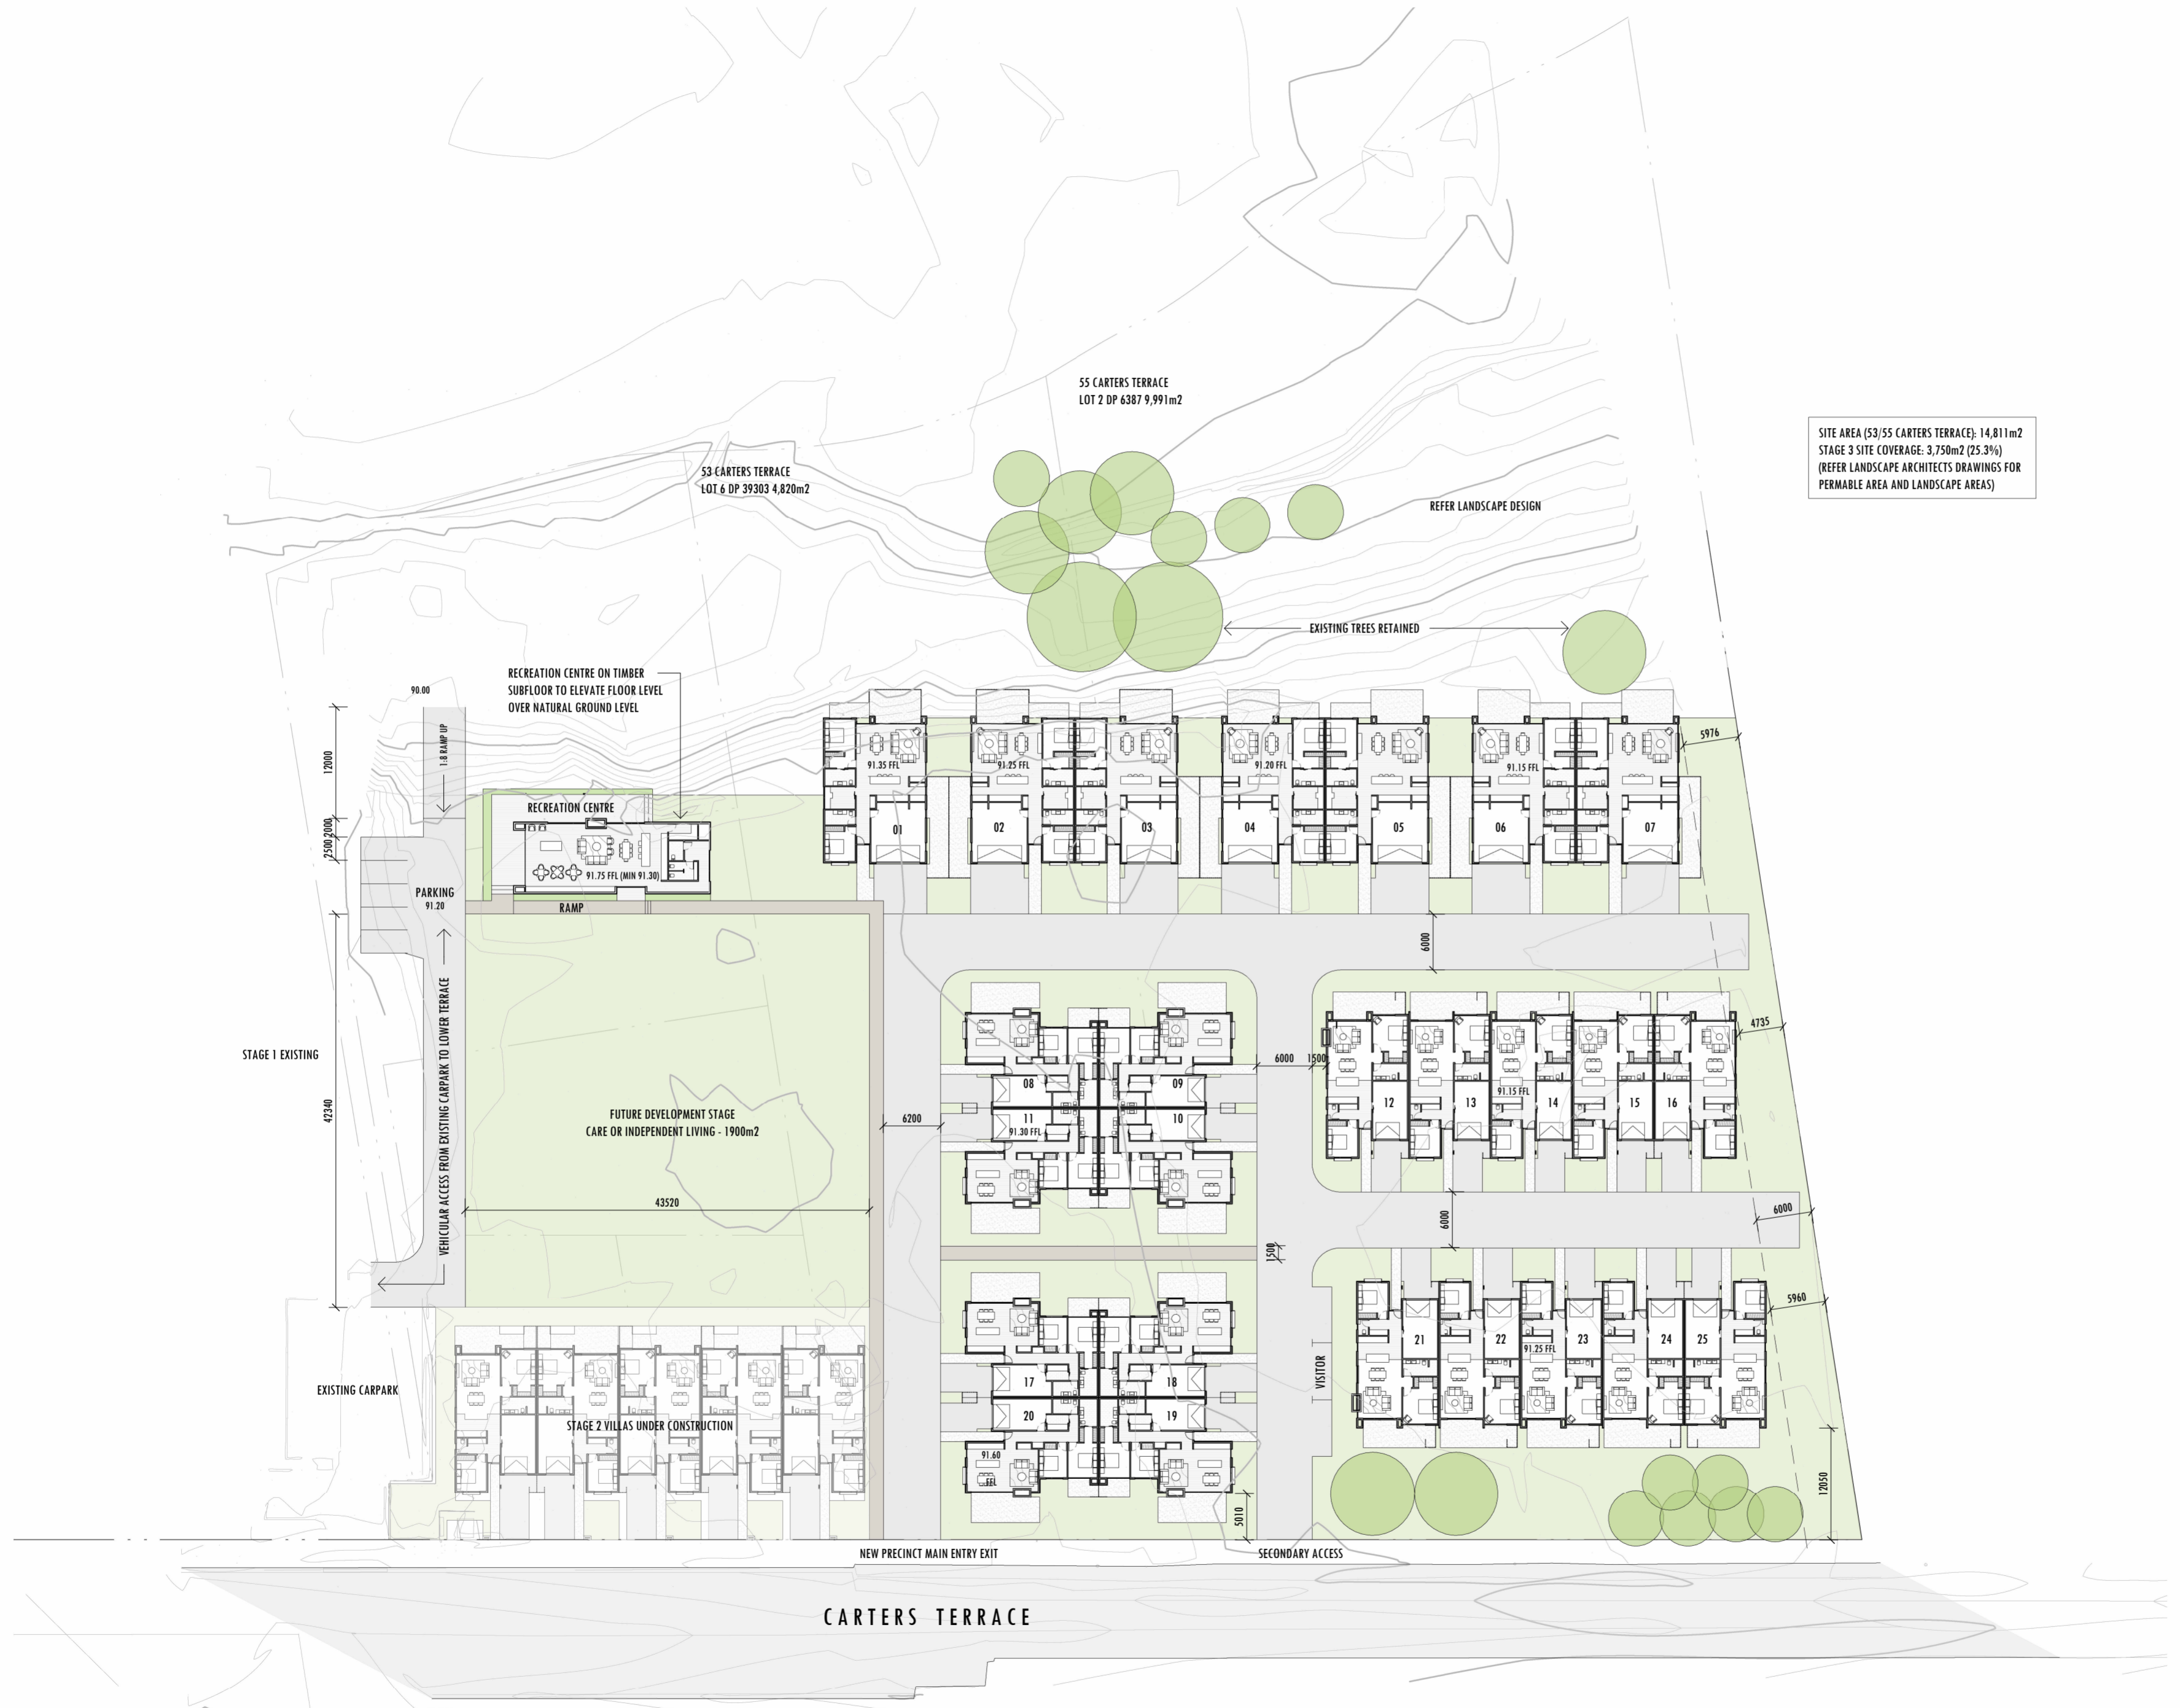 55 CARTERS TERRACE
LOT 2 DP 6387 9,991m2
SITE AREA (53/55 CARTERS TERRACE): 14,811m2
STAGE 3 SITE COVERAGE: 3,750m2 (25.3%)
(REFER LANDSCAPE ARCHITECTS DRAWINGS FOR
PERMABLE AREA AND LANDSCAPE AREAS)
53 CARTERS TERRACE
LOT 6 DP 39303 4,820m2
REFER LANDSCAPE DESIGN
EXISTING TREES RETAINED
RECREATION CENTRE ON TIMBER
SUBFLOOR TO ELEVATE FLOOR LEVEL
OVER NATURAL GROUND LEVEL
90.00
1:8 RAMP UP
12000
2000
2500
5976
91.35 FFL
91.25 FFL
91.20 FFL
91.15 FFL
RECREATION CENTRE
01
02
03
04
05
06
07
91.75 FFL (MIN 91.30)
PARKING
91.20
RAMP
6000
VEHICULAR ACCESS FROM EXISTING CARPARK TO LOWER TERRACE
STAGE 1 EXISTING
42340
4735
6000
1500
08
09
11
91.30 FFL
10
91.15 FFL
12
13
14
15
16
FUTURE DEVELOPMENT STAGE
CARE OR INDEPENDENT LIVING - 1900m2
6200
43520
6000
6000
1500
5960
21
22
23
24
25
91.25 FFL
VISITOR
EXISTING CARPARK
STAGE 2 VILLAS UNDER CONSTRUCTION
17
18
20
19
91.60
FFL
5010
12050
NEW PRECINCT MAIN ENTRY EXIT
SECONDARY ACCESS
CARTERS TERRACE